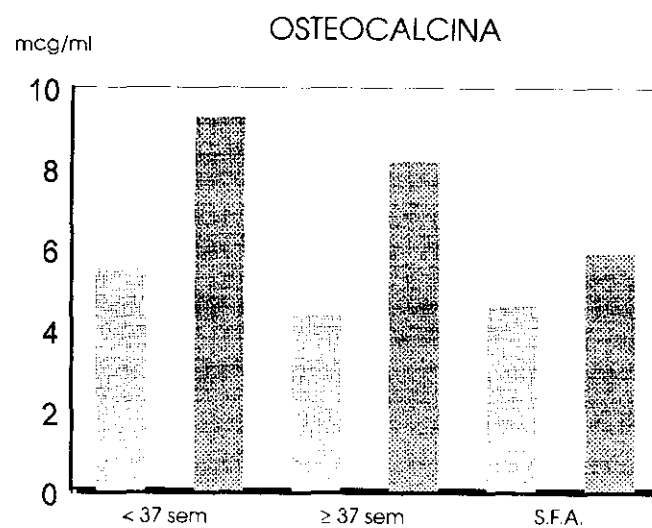 OSTEOCALCINA
mcg/ml
10
8
6
4
2
0
< 37 sem
≥ 37 sem
S.F.A.